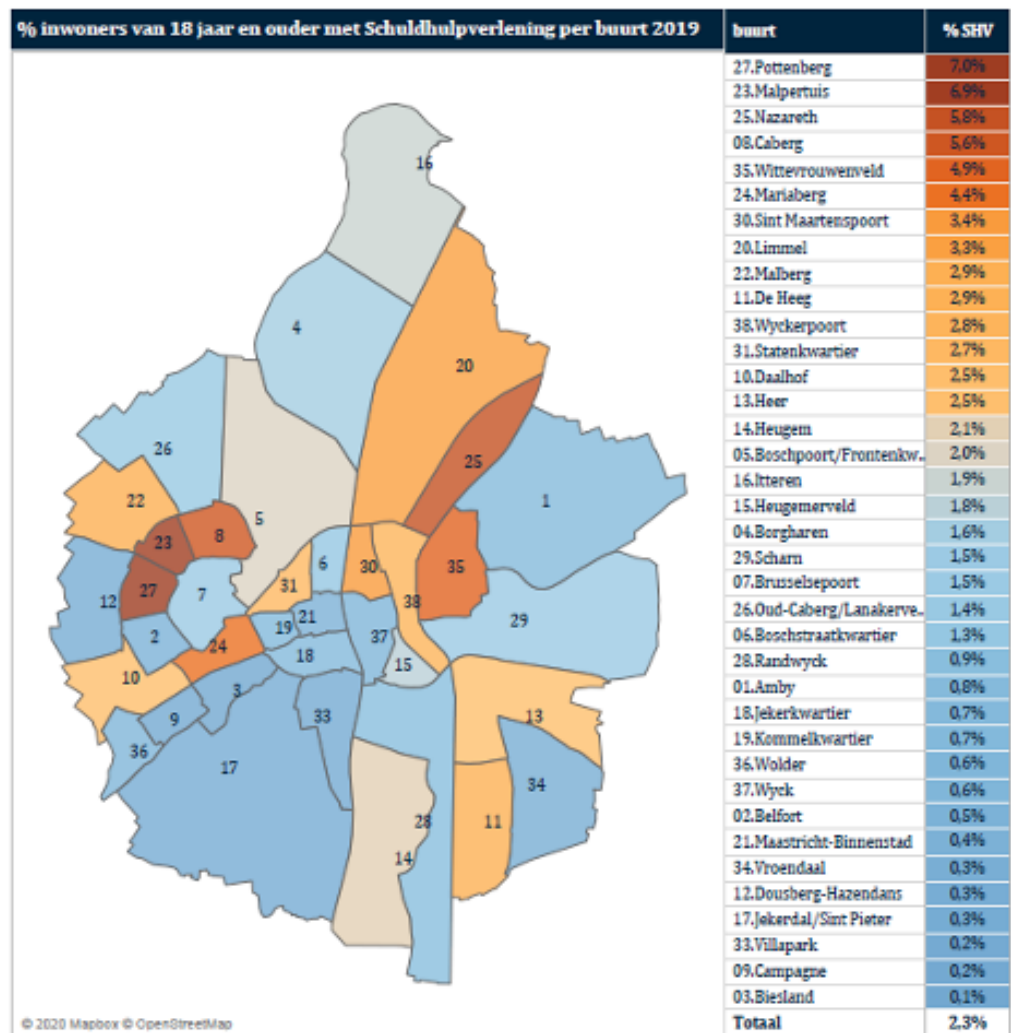 % inwoners van 18 jaar en ouder met Schuldhulpverlening per buurt 2019
buurt % SHV
27.Pottenberg 7,0%
23.Malpertuis 6,9%
25.Nazareth 5,8%
08.Caberg 5,6%
35.Wittevrouwenveld 4,9%
24.Mariaberg 4,4%
30.Sint Maartenspoort 3,4%
20.Limmel 3,3%
22.Malberg 2,9%
11.De Heeg 2,9%
38.Wyckerpoort 2,8%
31.Statenkwartier 2,7%
10.Daalhof 2,5%
13.Heer 2,5%
14.Heugem 2,1%
05.Boschpoort/Frontenkw.. 2,0%
16.Itteren 1,9%
15.Heugemerveld 1,8%
04.Borgharen 1,6%
29.Scharn 1,5%
07.Brusselsepoort 1,5%
26.Oud-Caberg/Lanakerve.. 1,4%
06.Boschstraatkwartier 1,3%
28.Randwyck 0,9%
01.Amby 0,8%
18.Jekerkwartier 0,7%
19.Kommelkwartier 0,7%
36.Wolder 0,6%
37.Wyck 0,6%
02.Belfort 0,5%
21.Maastricht-Binnenstad 0,4%
34.Vroendaal 0,3%
12.Dousberg-Hazendans 0,3%
17.Jekerdal/Sint Pieter 0,3%
33.Villapark 0,2%
09.Campagne 0,2%
03.Biesland 0,1%
Totaal 2,3%
16
4
20
26
25
22
1
5
8
23
6
30
35
27
31
7
12
38
21
29
19
2
37
24
18
15
10
3
33
9
13
36
17
34
28
11
14
© 2020 Mapbox © OpenStreetMap